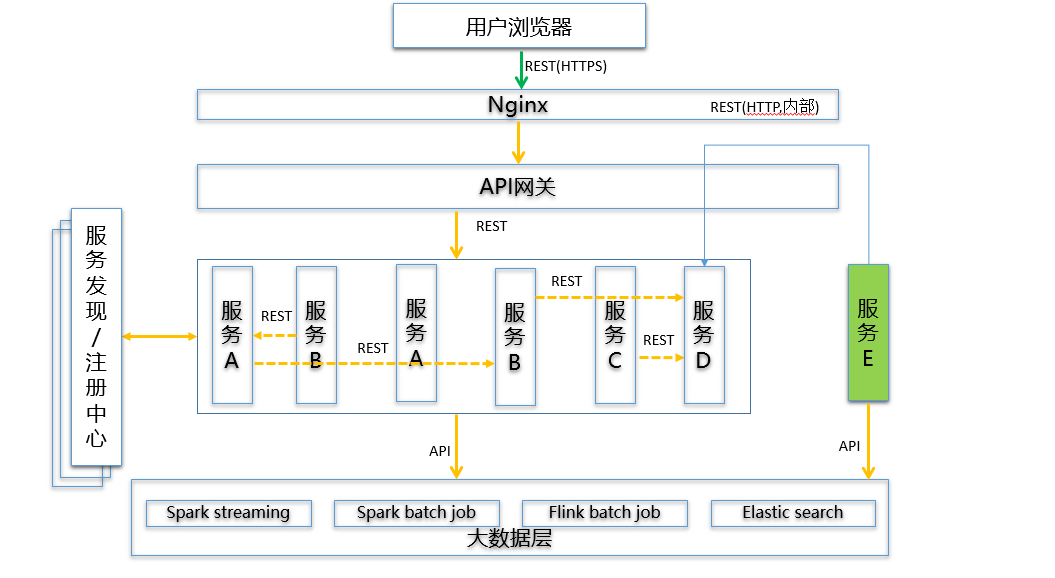 用户浏览器
REST(HTTPS)
Nginx
REST(HTTP,内部)
API网关
REST
服务发现/注册中心
服务A
REST
服务B
REST
服务A
服务B
REST
服务C
REST
服务D
服务E
API
API
Spark streaming
Spark batch job
Flink batch job
Elastic search
大数据层